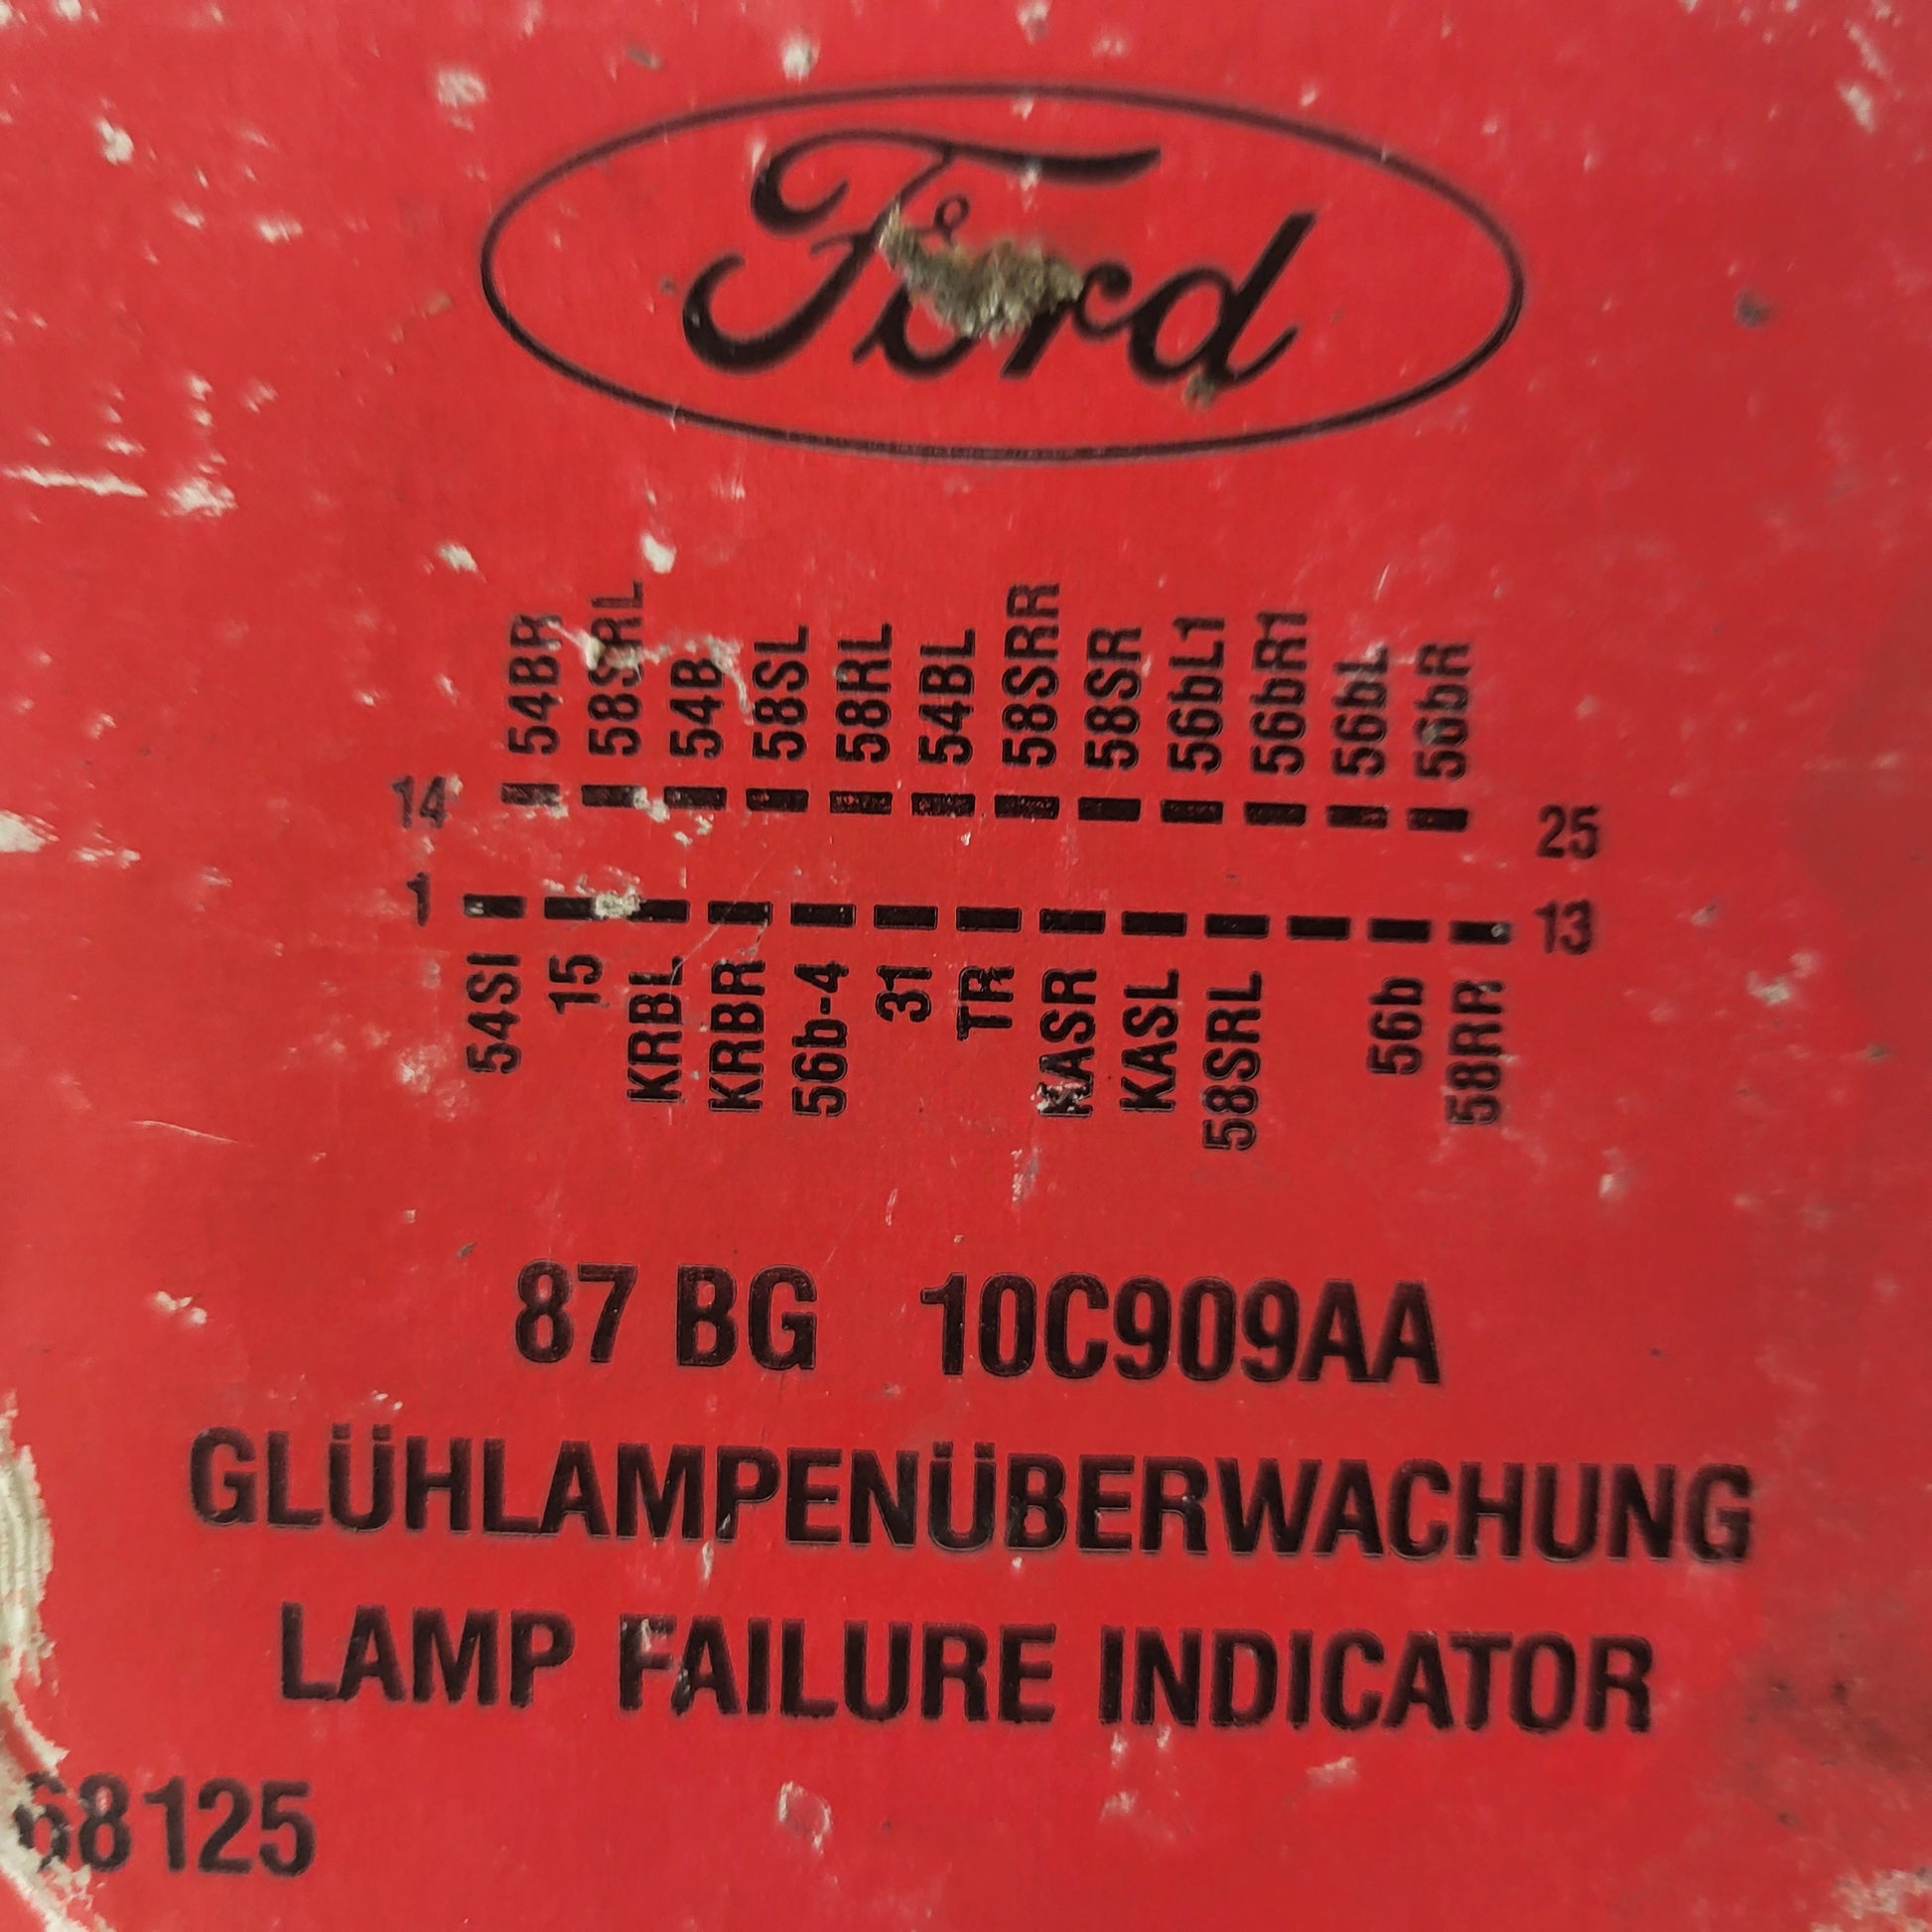 Ford
54BR 58SRL 54B 58SL 58RL 54BL 58SRR 58SR 56bL1 56bR1 56bL 56bR
14 25
1 13
54SI 15 KRBL KRBR 56b-4 31 TR KASR KASL 58SRL 56b 58RR
87 BG 10C909AA
GLÜHLAMPENÜBERWACHUNG
LAMP FAILURE INDICATOR
68125